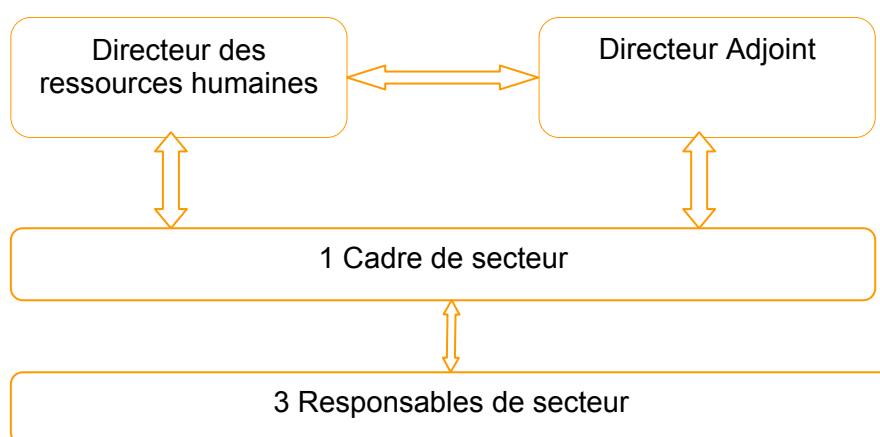 Directeur des
ressources humaines
Directeur Adjoint
1 Cadre de secteur
3 Responsables de secteur